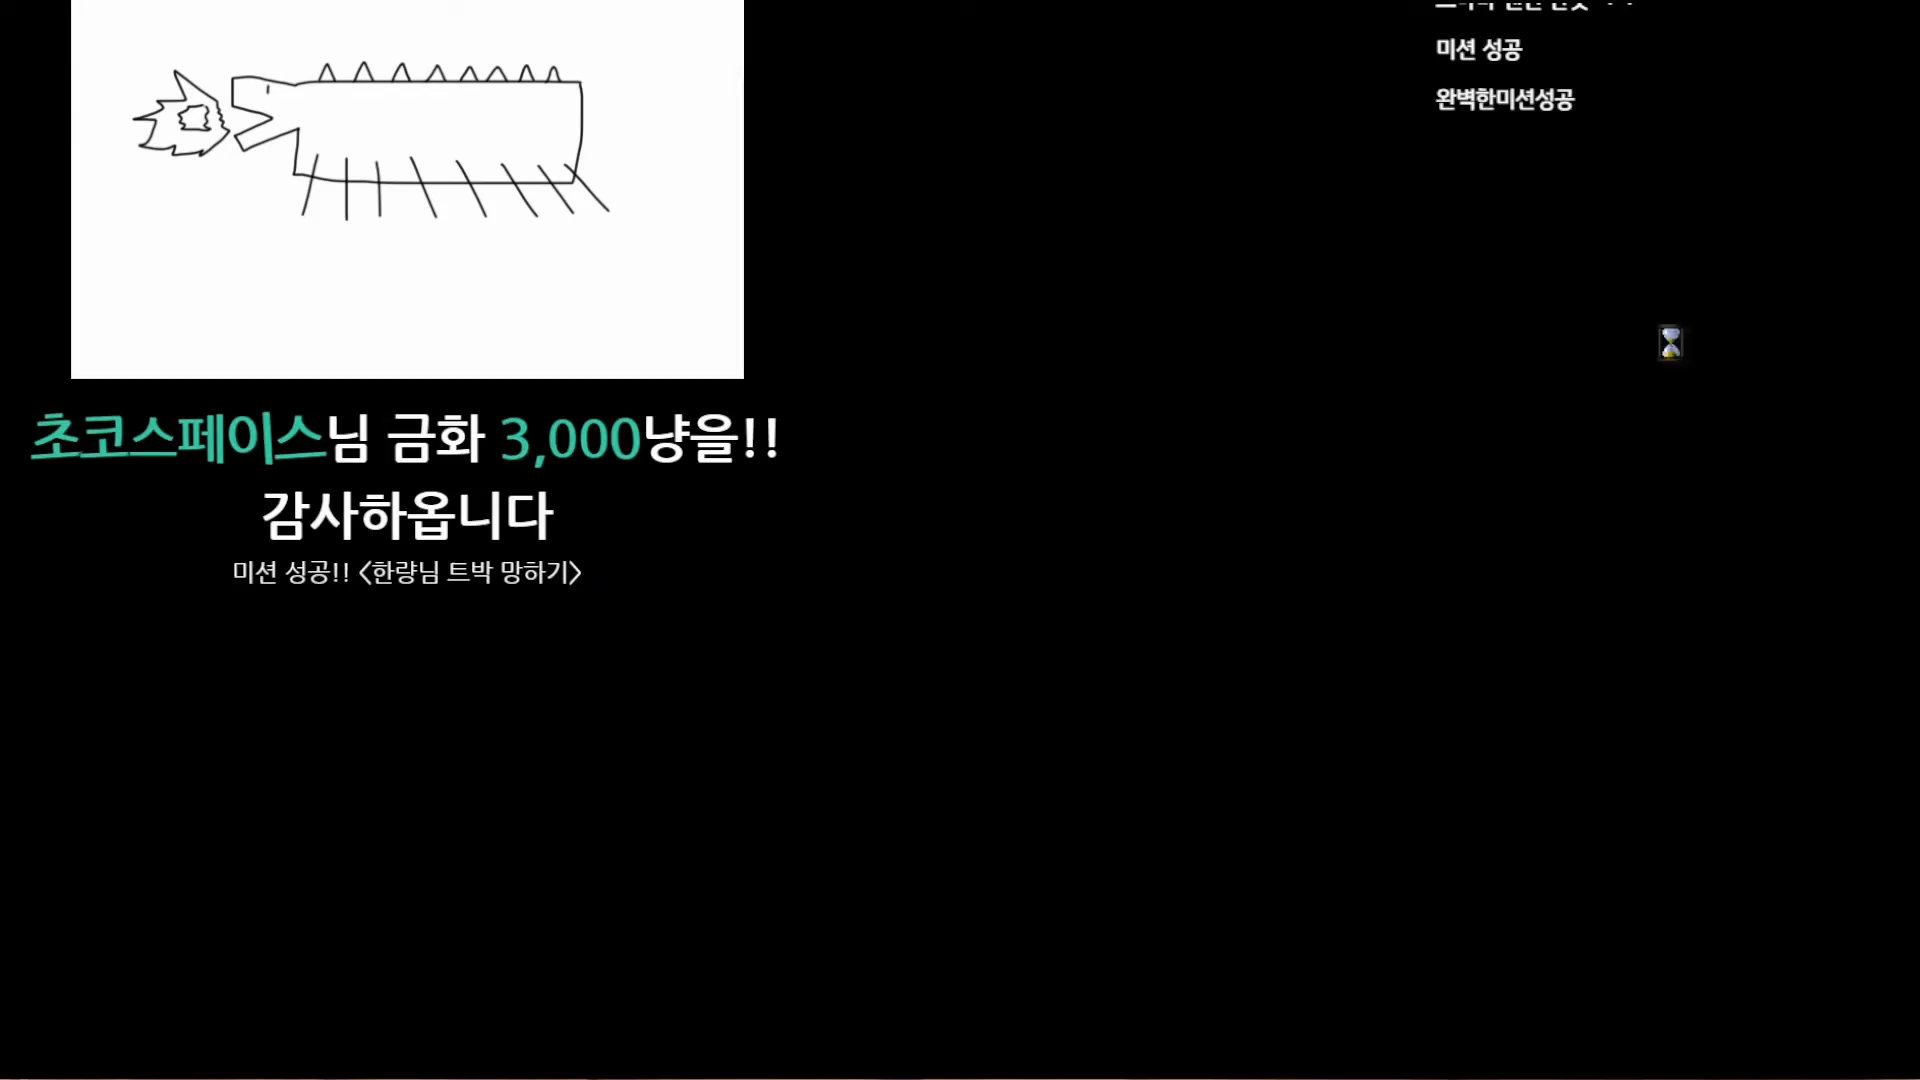 미션 성공
완벽한미션성공
초코스페이스님 금화 3,000냥을!!
감사하옵니다
미션 성공!! <한량님 트박 망하기>